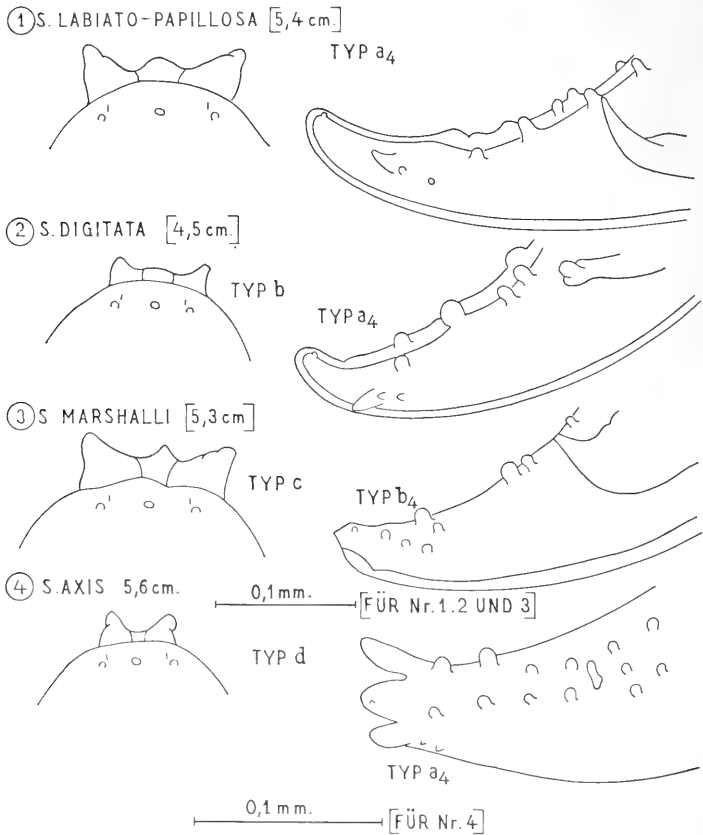 1 S. LABIATO-PAPILLOSA [5,4 cm.]
TYP a4
2 S. DIGITATA [4,5 cm.]
TYP b
TYP a4
3 S MARSHALLI [5,3 cm]
TYP c
TYP b4
4 S. AXIS 5,6 cm.
0,1 mm. [FÜR Nr. 1. 2 UND 3]
TYP d
TYP a4
0,1 mm. [FÜR Nr. 4]